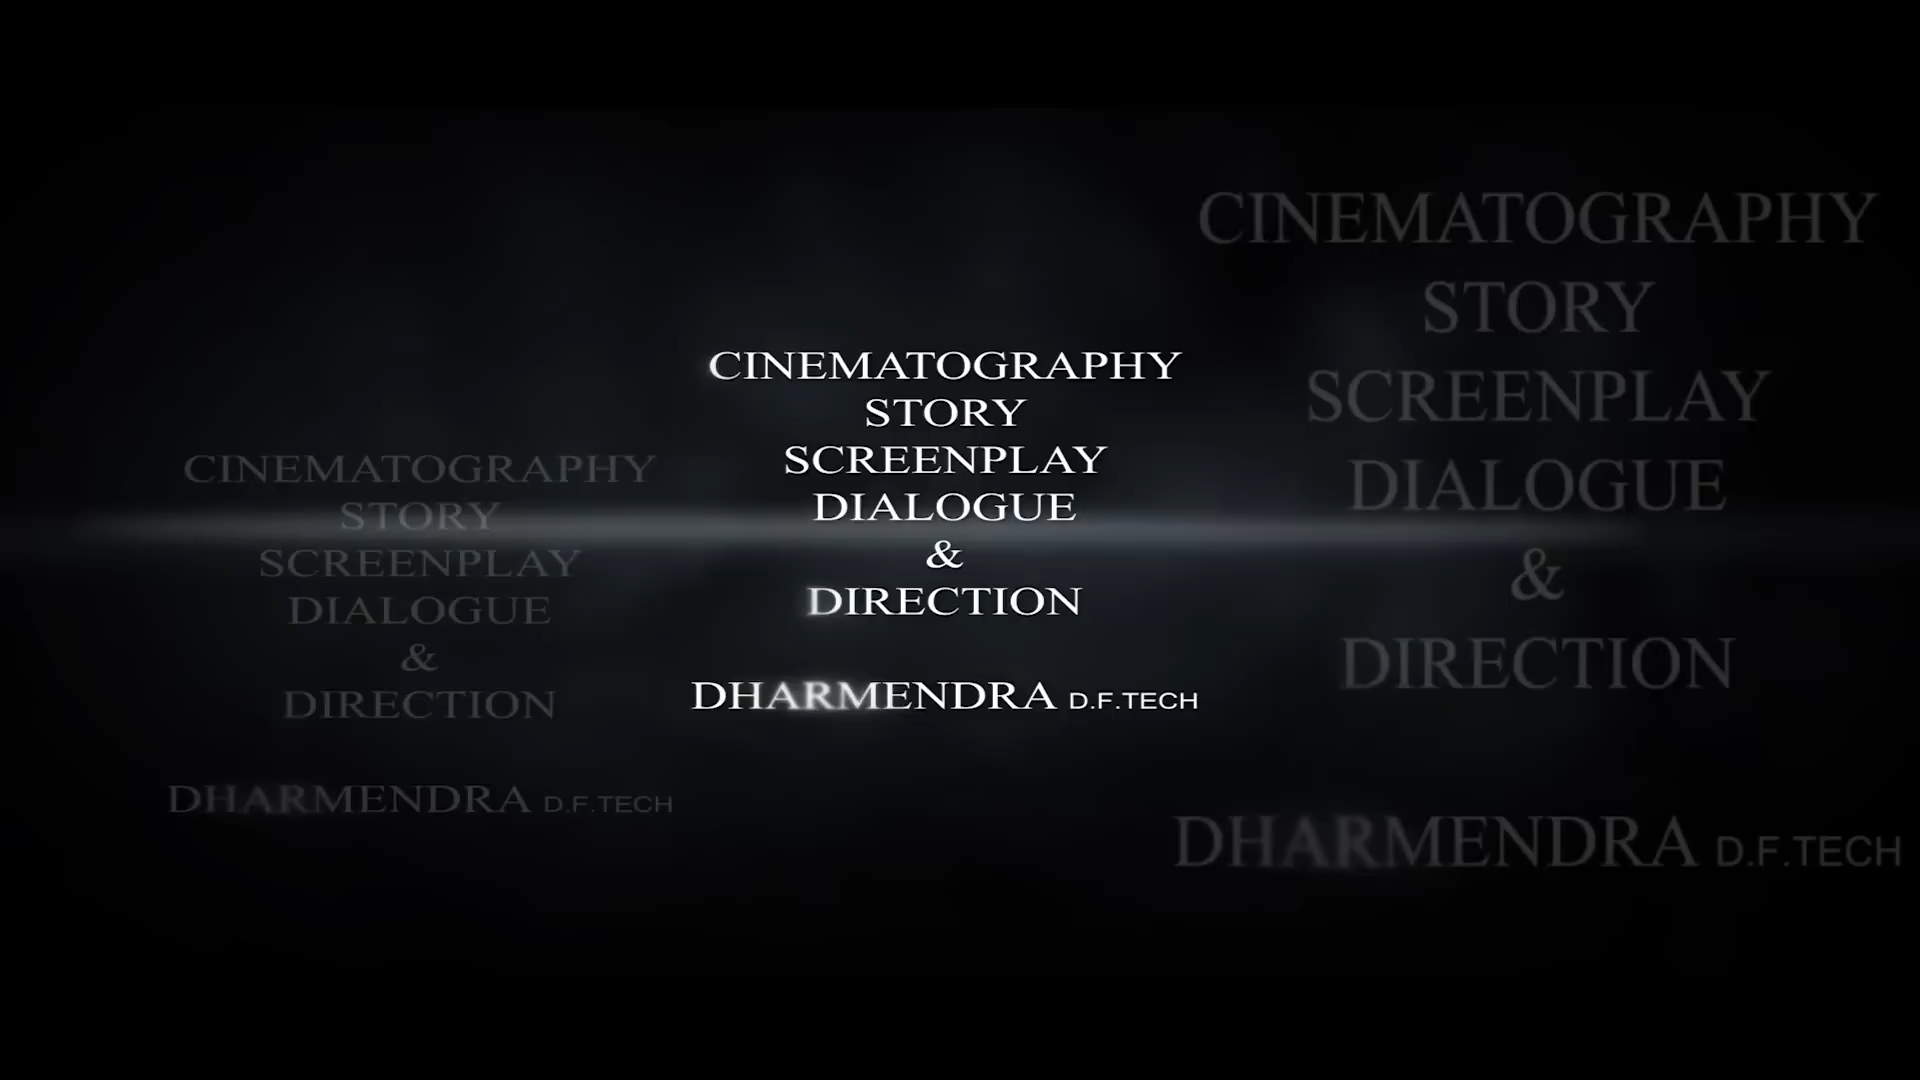 CINEMATOGRAPHY
STORY
SCREENPLAY
DIALOGUE
&
DIRECTION
DHARMENDRA D.F.TECH
CINEMATOGRAPHY
STORY
SCREENPLAY
DIALOGUE
&
DIRECTION
DHARMENDRA D.F.TECH
CINEMATOGRAPHY
STORY
SCREENPLAY
DIALOGUE
&
DIRECTION
DHARMENDRA D.F.TECH